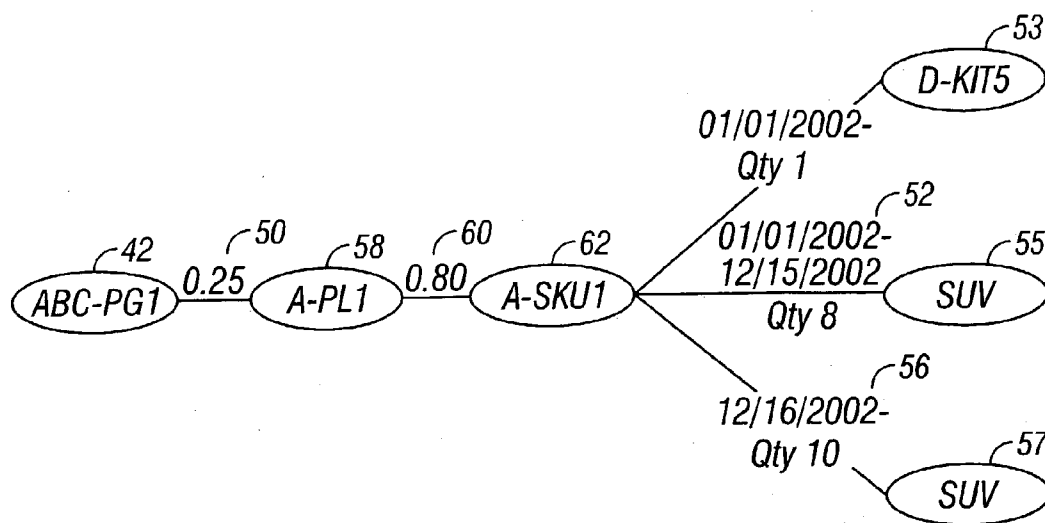 53
D-KIT5
01/01/2002-
Qty 1
52
01/01/2002-
12/15/2002
Qty 8
55
SUV
42
50
58
60
62
ABC-PG1
0.25
A-PL1
0.80
A-SKU1
56
12/16/2002-
Qty 10
57
SUV